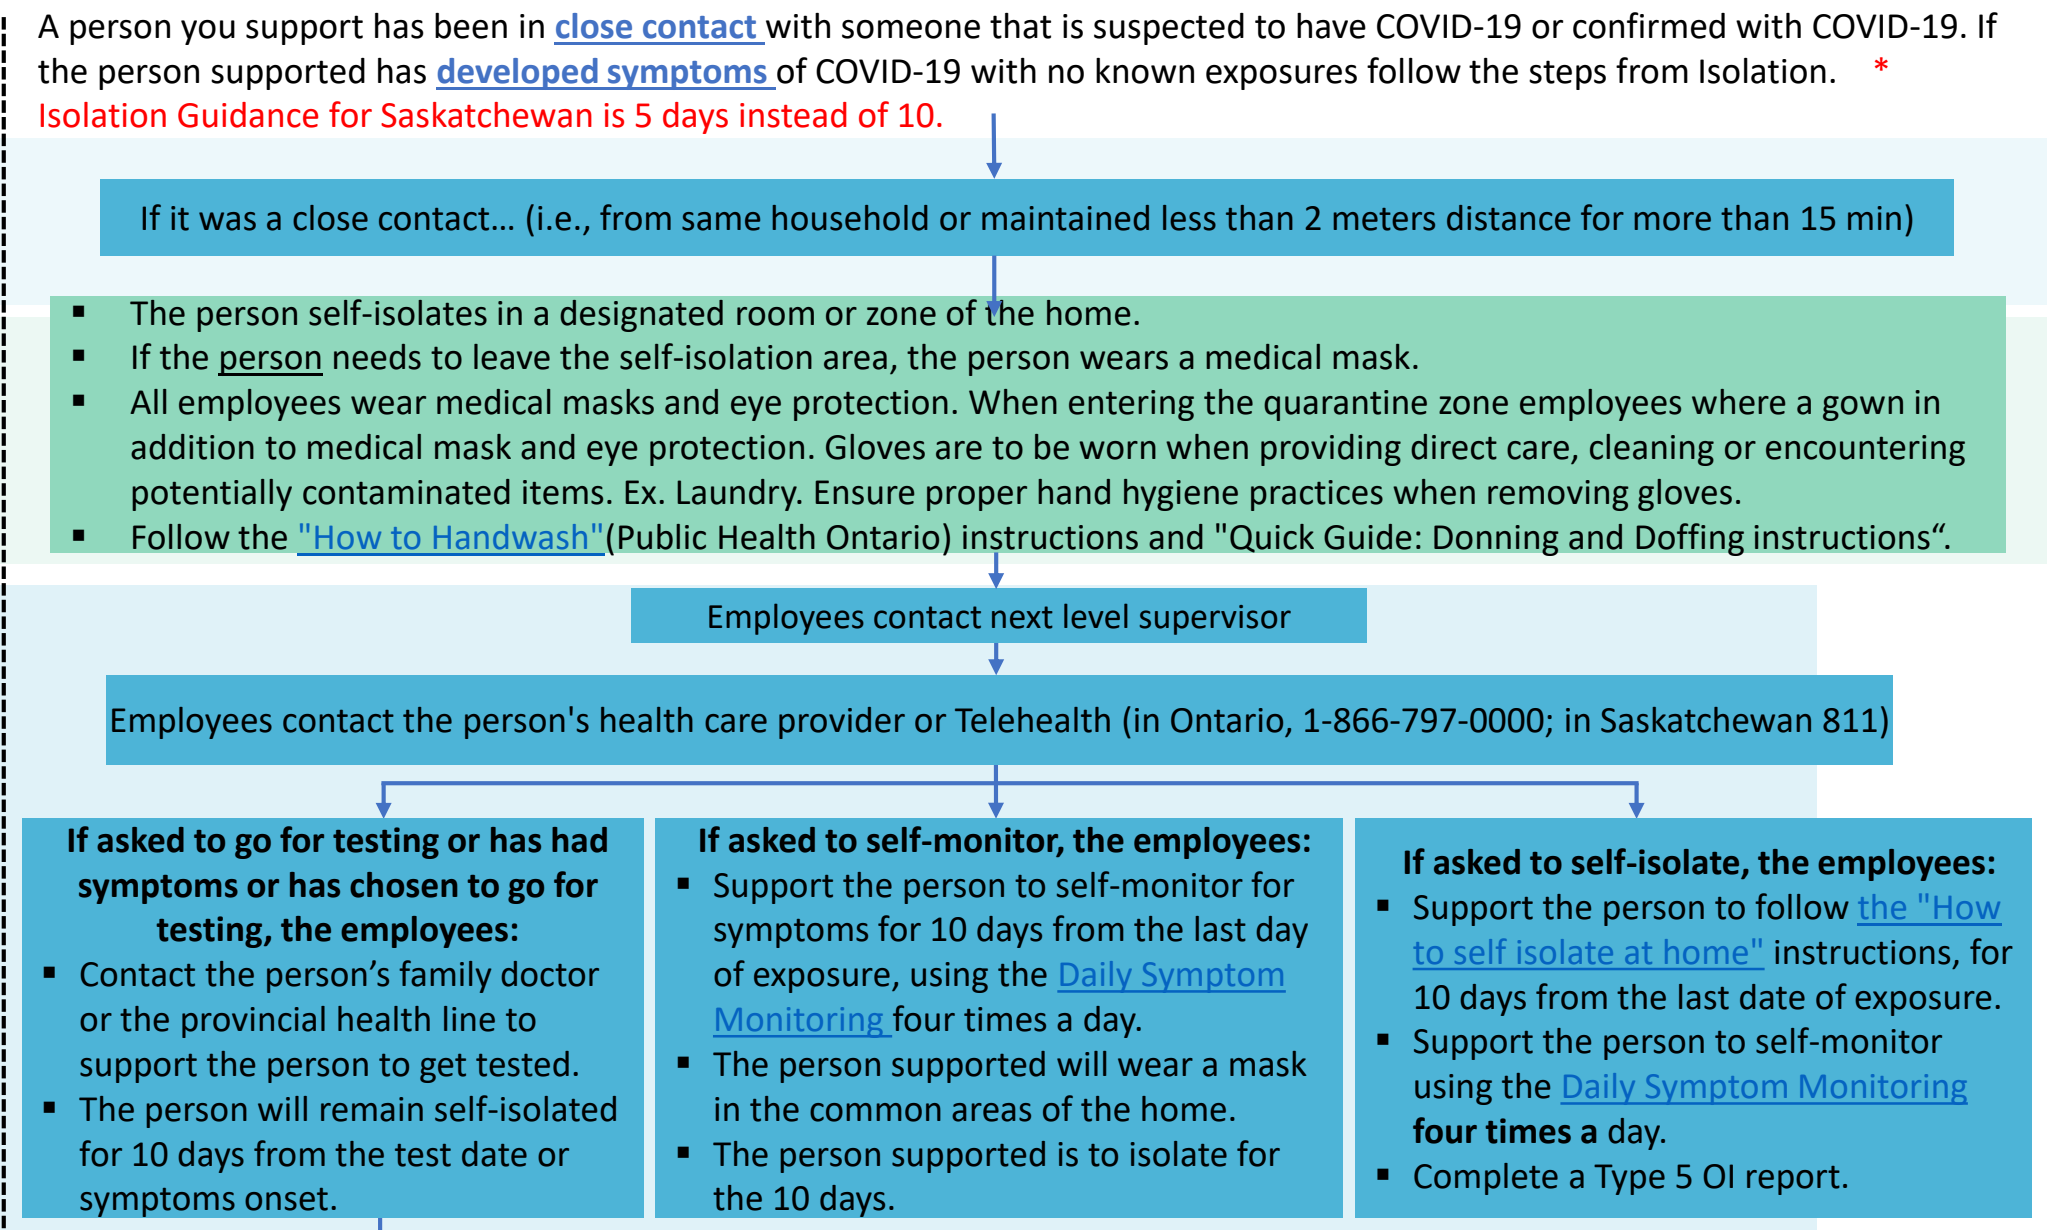 A person you support has been in close contact with someone that is suspected to have COVID-19 or confirmed with COVID-19. If
the person supported has developed symptoms of COVID-19 with no known exposures follow the steps from Isolation. *
Isolation Guidance for Saskatchewan is 5 days instead of 10.
If it was a close contact... (i.e., from same household or maintained less than 2 meters distance for more than 15 min)
▪ The person self-isolates in a designated room or zone of the home.
▪ If the person needs to leave the self-isolation area, the person wears a medical mask.
▪ All employees wear medical masks and eye protection. When entering the quarantine zone employees where a gown in
addition to medical mask and eye protection. Gloves are to be worn when providing direct care, cleaning or encountering
potentially contaminated items. Ex. Laundry. Ensure proper hand hygiene practices when removing gloves.
▪ Follow the "How to Handwash"(Public Health Ontario) instructions and "Quick Guide: Donning and Doffing instructions“.
Employees contact next level supervisor
Employees contact the person's health care provider or Telehealth (in Ontario, 1-866-797-0000; in Saskatchewan 811)
If asked to go for testing or has had
symptoms or has chosen to go for
testing, the employees:
▪ Contact the person’s family doctor
or the provincial health line to
support the person to get tested.
▪ The person will remain self-isolated
for 10 days from the test date or
symptoms onset.
If asked to self-monitor, the employees:
▪ Support the person to self-monitor for
symptoms for 10 days from the last day
of exposure, using the Daily Symptom
Monitoring four times a day.
▪ The person supported will wear a mask
in the common areas of the home.
▪ The person supported is to isolate for
the 10 days.
If asked to self-isolate, the employees:
▪ Support the person to follow the "How
to self isolate at home" instructions, for
10 days from the last date of exposure.
▪ Support the person to self-monitor
using the Daily Symptom Monitoring
four times a day.
▪ Complete a Type 5 OI report.